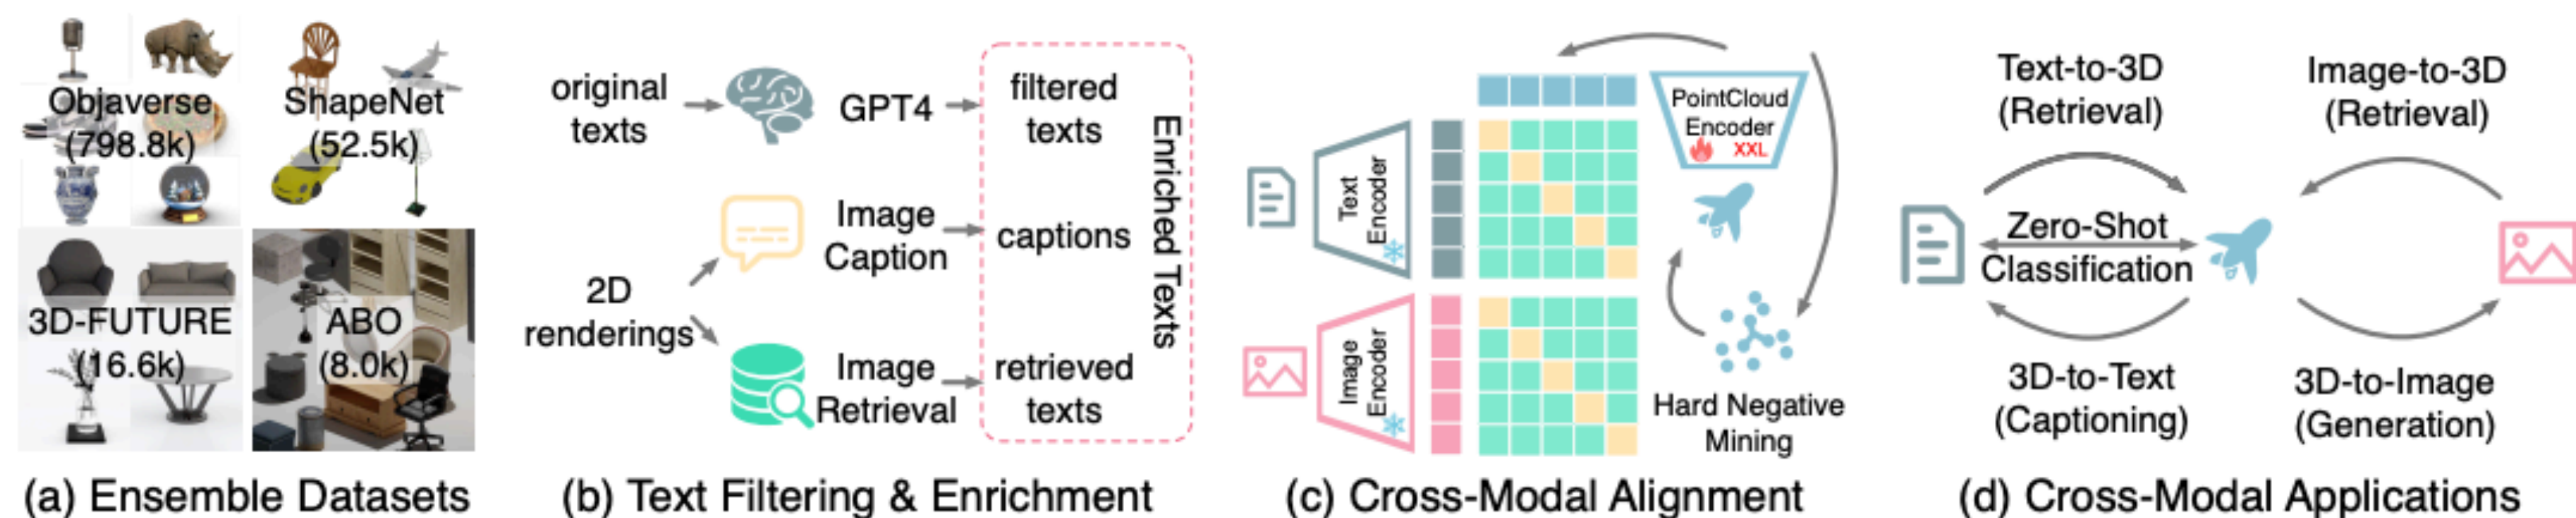 Objaverse
(798.8k)
ShapeNet
(52.5k)
3D-FUTURE
(16.6k)
ABO
(8.0k)
(a) Ensemble Datasets
original
texts
GPT4
filtered
texts
Image
Caption
captions
2D
renderings
Image
Retrieval
retrieved
texts
Enriched Texts
(b) Text Filtering & Enrichment
Text
Encoder
Image
Encoder
PointCloud
Encoder
XXL
Hard Negative
Mining
(c) Cross-Modal Alignment
Text-to-3D
(Retrieval)
Image-to-3D
(Retrieval)
Zero-Shot
Classification
3D-to-Text
(Captioning)
3D-to-Image
(Generation)
(d) Cross-Modal Applications